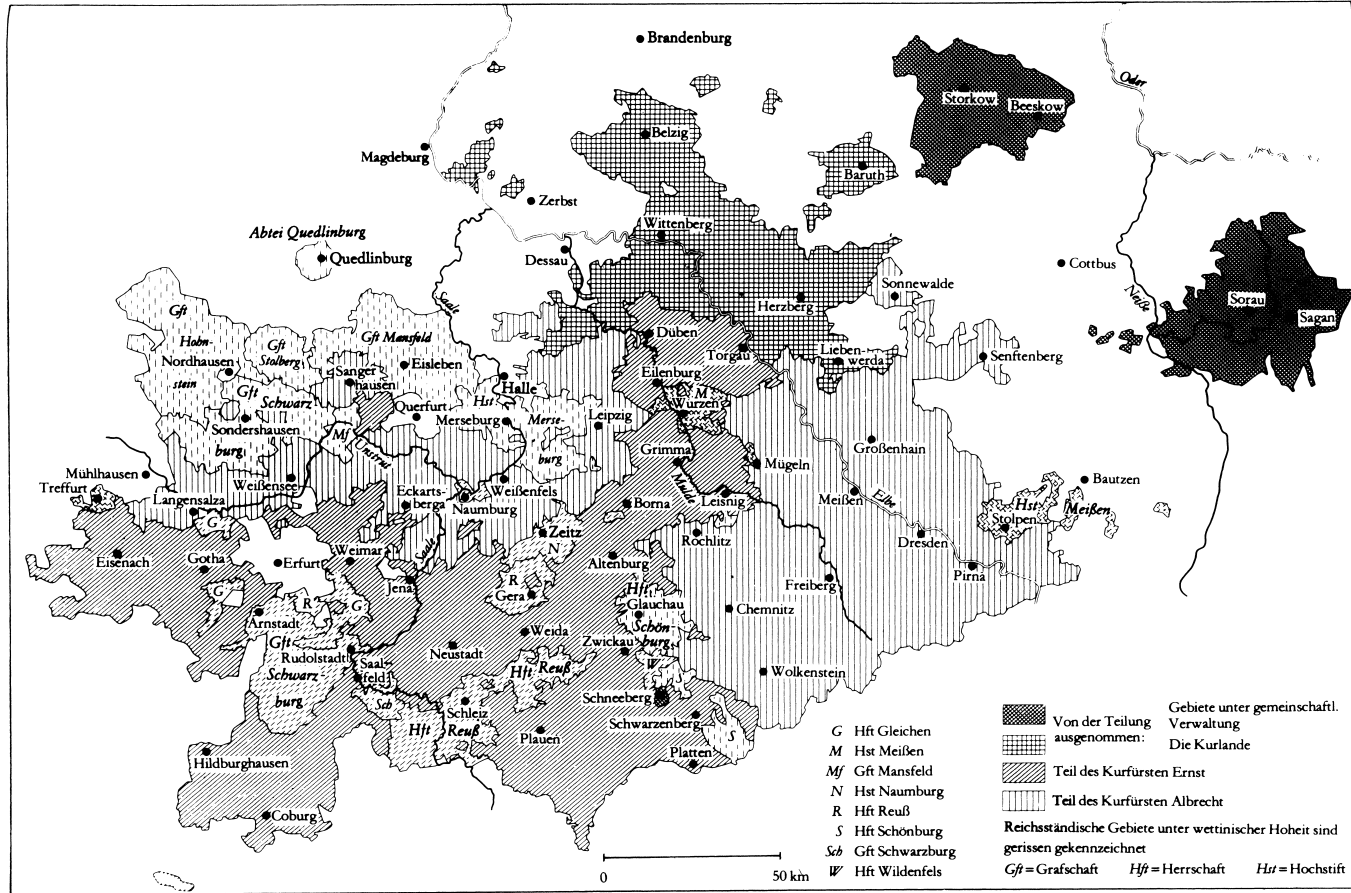 Brandenburg
Oder
Storkow
Beeskow
Belzig
Magdeburg
Baruth
Zerbst
Wittenberg
Abtei Quedlinburg
Quedlinburg
Dessau
Cottbus
Sonnewalde
Saale
Neiße
Herzberg
Sorau
Sagan
Gft
Hohn-
stein
Nordhausen
Gft
Stolberg
Gft Mansfeld
Düben
Torgau
Lieben-
werda
Senftenberg
Eisleben
Sanger
hausen
Halle
Eilenburg
Gft
Schwarz
burg
Hst
Merseburg
Merse-
burg
M
Wurzen
Querfurt
Leipzig
Sondershausen
Mf
Unstrut
Großenhain
Grimma
Mügeln
Mühlhausen
Treffurt
Weißensee
Weißenfels
Bautzen
Langensalza
Eckarts-
berga
Naumburg
Mulde
Leisnig
Meißen
Elbe
Hst
Meißen
Stolpen
Borna
G
Zeitz
N
Rochlitz
Dresden
Eisenach
Gotha
Erfurt
Weimar
Saale
Altenburg
Pirna
Jena
R
Gera
Freiberg
G
R
G
Hft
Glauchau
Schön-
burg
Chemnitz
Arnstadt
Weida
Zwickau
Gft
Schwarz-
burg
Rudolstadt
Neustadt
Saal-
feld
Hft Reuß
W
Wolkenstein
Schneeberg
Sch
Hft
Schleiz
Reuß
Schwarzenberg
S
Plauen
Platten
Hildburghausen
Coburg
G Hft Gleichen
M Hst Meißen
Mf Gft Mansfeld
N Hst Naumburg
R Hft Reuß
S Hft Schönburg
Sch Gft Schwarzburg
W Hft Wildenfels
0 50 km
Von der Teilung
ausgenommen:
Gebiete unter gemeinschaftl.
Verwaltung
Die Kurlande
Teil des Kurfürsten Ernst
Teil des Kurfürsten Albrecht
Reichsständische Gebiete unter wettinischer Hoheit sind
gerissen gekennzeichnet
Gft = Grafschaft Hft = Herrschaft Hst = Hochstift